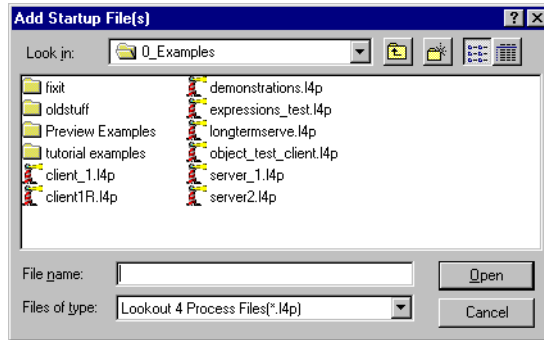 Add Startup File(s)
Look in: 0_Examples
fixit
oldstuff
Preview Examples
tutorial examples
client_1.l4p
client1R.l4p
demonstrations.l4p
expressions_test.l4p
longtermserve.l4p
object_test_client.l4p
server_1.l4p
server2.l4p
File name:
Open
Files of type: Lookout 4 Process Files(*.l4p)
Cancel